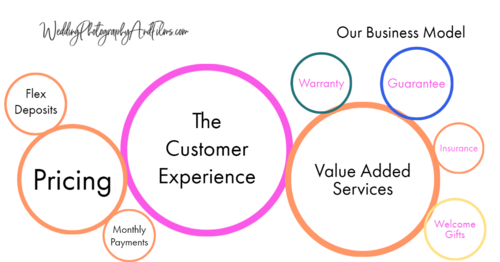 WeddingPhotographyAndFilms.com
Our Business Model
Flex
Deposits
Pricing
Monthly
Payments
The
Customer
Experience
Warranty
Guarantee
Value Added
Services
Insurance
Welcome
Gifts